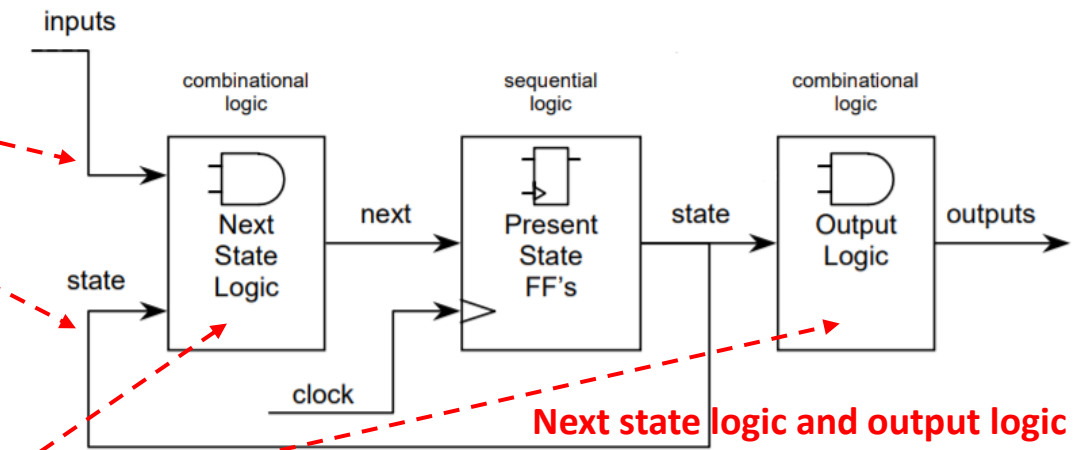 inputs
combinational
logic
sequential
logic
combinational
logic
Next
State
Logic
next
Present
State
FF's
state
Output
Logic
outputs
state
clock
Next state logic and output logic